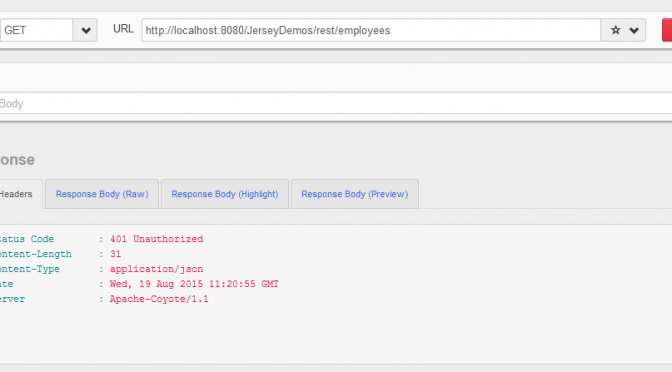 GET URL http://localhost:8080/JerseyDemos/rest/employees
Body
onse
Headers Response Body (Raw) Response Body (Highlight) Response Body (Preview)
tatus Code : 401 Unauthorized
ontent-Length : 31
ontent-Type : application/json
ate : Wed, 19 Aug 2015 11:20:55 GMT
erver : Apache-Coyote/1.1